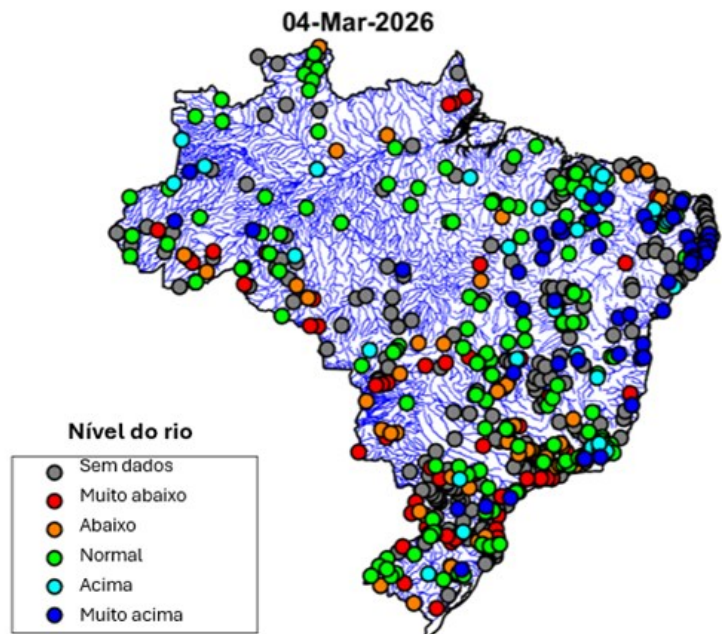 04-Mar-2026
Nível do rio
Sem dados
Muito abaixo
Abaixo
Normal
Acima
Muito acima